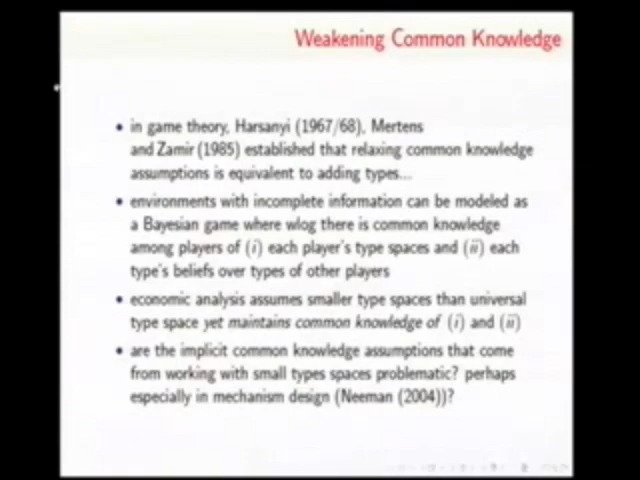 Weakening Common Knowledge
• in game theory, Harsanyi (1967/68), Mertens
and Zamir (1985) established that relaxing common knowledge
assumptions is equivalent to adding types...
• environments with incomplete information can be modeled as
a Bayesian game where wlog there is common knowledge
among players of (i) each player's type spaces and (ii) each
type's beliefs over types of other players
• economic analysis assumes smaller type spaces than universal
type space yet maintains common knowledge of (i) and (ii)
• are the implicit common knowledge assumptions that come
from working with small types spaces problematic? perhaps
especially in mechanism design (Neeman (2004))?